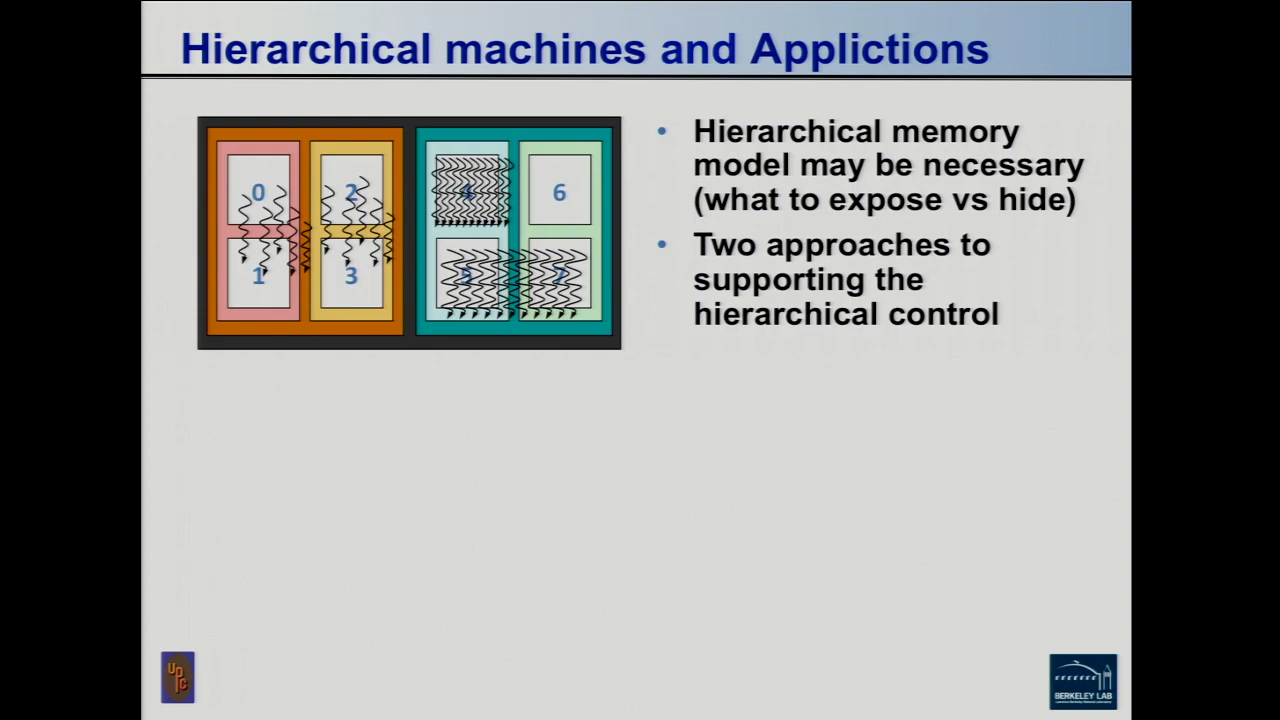 Hierarchical machines and Applictions
0
2
4
6
1
3
5
7
• Hierarchical memory
model may be necessary
(what to expose vs hide)
• Two approaches to
supporting the
hierarchical control
UPC
BERKELEY LAB